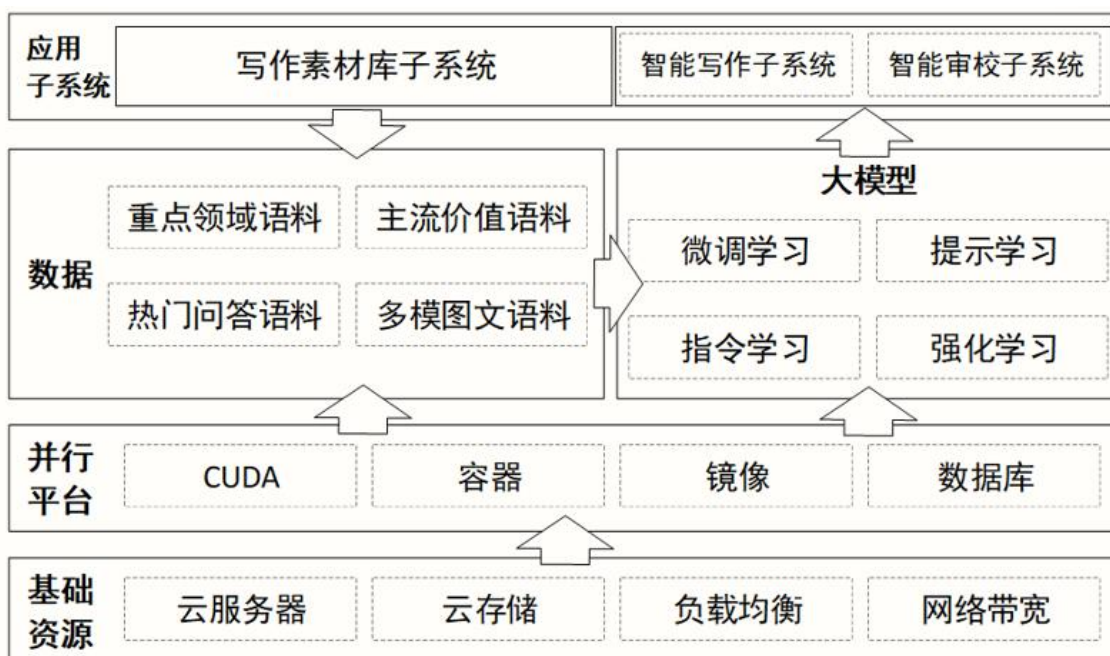 应用
子系统
写作素材库子系统
智能写作子系统
智能审校子系统
数据
重点领域语料
主流价值语料
热门问答语料
多模图文语料
大模型
微调学习
提示学习
指令学习
强化学习
并行
平台
CUDA
容器
镜像
数据库
基础
资源
云服务器
云存储
负载均衡
网络带宽